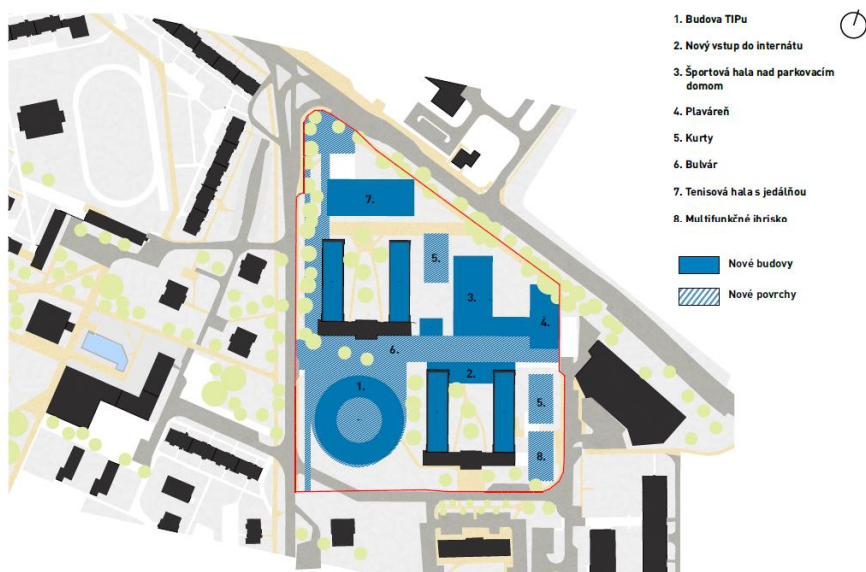 1. Budova TIPu
2. Nový vstup do internátu
3. Športová hala nad parkovacím
domom
4. Plaváreň
5. Kurty
6. Bulvár
7. Tenisová hala s jedálňou
8. Multifunkčné ihrisko
Nové budovy
Nové povrchy
7.
5.
3.
4.
6.
2.
1.
5.
8.